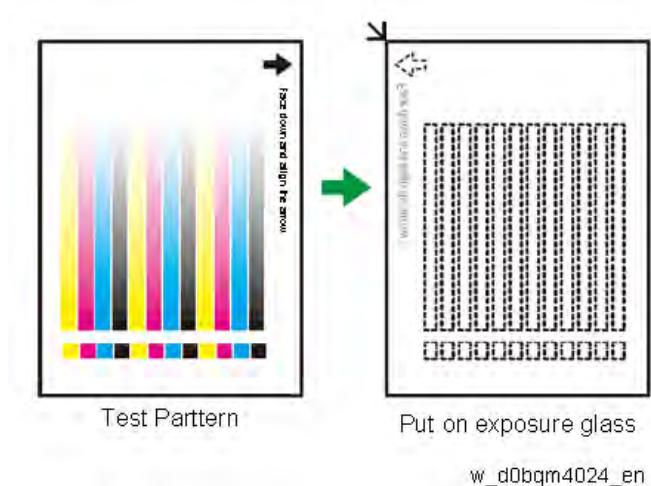 Face down and align the arrow
Test Parttern
Put on exposure glass
w_d0bqm4024_en